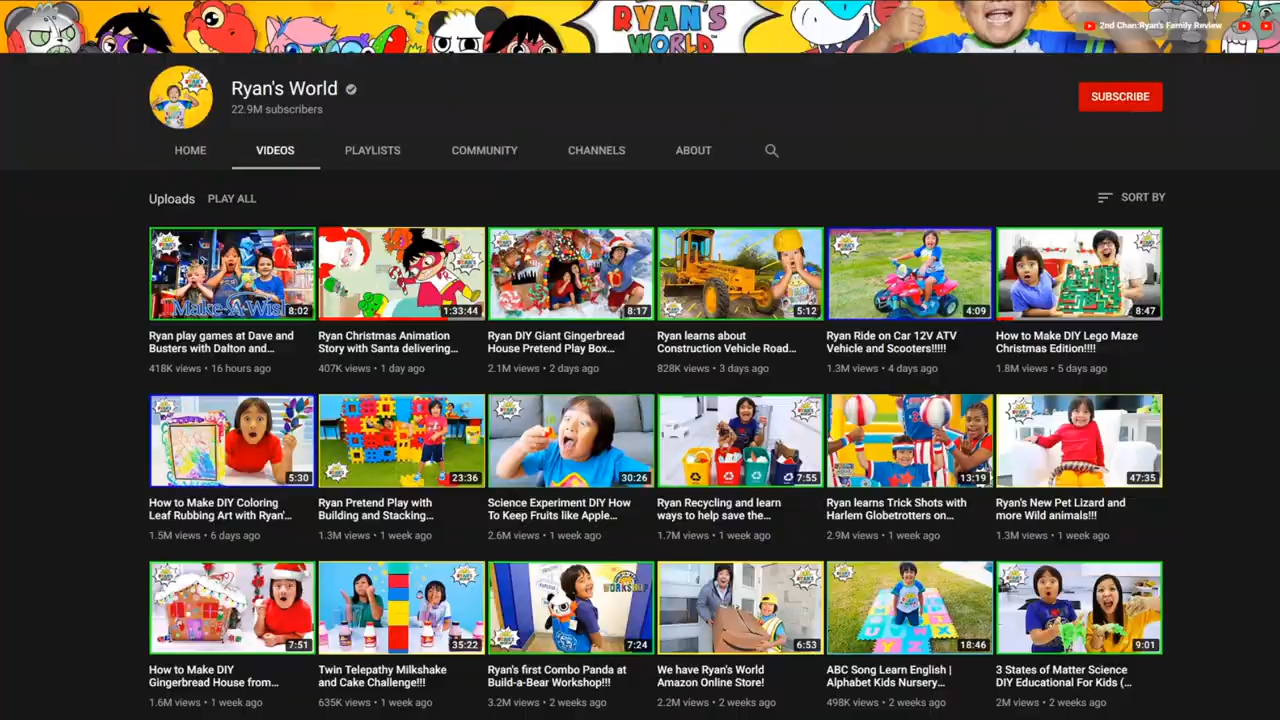 RYAN'S
WORLD
2nd Chan:Ryan's Family Review
Ryan's World
22.9M subscribers
SUBSCRIBE
HOME VIDEOS PLAYLISTS COMMUNITY CHANNELS ABOUT
Uploads PLAY ALL SORT BY
Make-A-Wish
8:02 1:33:44 8:17 5:12 4:09 8:47
Ryan play games at Dave and
Busters with Dalton and...
418K views • 16 hours ago
Ryan Christmas Animation
Story with Santa delivering...
407K views • 1 day ago
Ryan DIY Giant Gingerbread
House Pretend Play Box...
2.1M views • 2 days ago
Ryan learns about
Construction Vehicle Road...
828K views • 3 days ago
Ryan Ride on Car 12V ATV
Vehicle and Scooters!!!!!
1.3M views • 4 days ago
How to Make DIY Lego Maze
Christmas Edition!!!!
1.8M views • 5 days ago
5:30 23:36 30:26 7:55 13:19 47:35
How to Make DIY Coloring
Leaf Rubbing Art with Ryan'...
1.5M views • 6 days ago
Ryan Pretend Play with
Building and Stacking...
1.3M views • 1 week ago
Science Experiment DIY How
To Keep Fruits like Apple...
2.6M views • 1 week ago
Ryan Recycling and learn
ways to help save the...
1.7M views • 1 week ago
Ryan learns Trick Shots with
Harlem Globetrotters on...
2.9M views • 1 week ago
Ryan's New Pet Lizard and
more Wild animals!!!
1.3M views • 1 week ago
WORKSHOP
7:51 35:22 7:24 6:53 18:46 9:01
How to Make DIY
Gingerbread House from...
1.6M views • 1 week ago
Twin Telepathy Milkshake
and Cake Challenge!!!
635K views • 1 week ago
Ryan's first Combo Panda at
Build-a-Bear Workshop!!!
3.2M views • 2 weeks ago
We have Ryan's World
Amazon Online Store!
2.2M views • 2 weeks ago
ABC Song Learn English |
Alphabet Kids Nursery...
498K views • 2 weeks ago
3 States of Matter Science
DIY Educational For Kids (...
2M views • 2 weeks ago